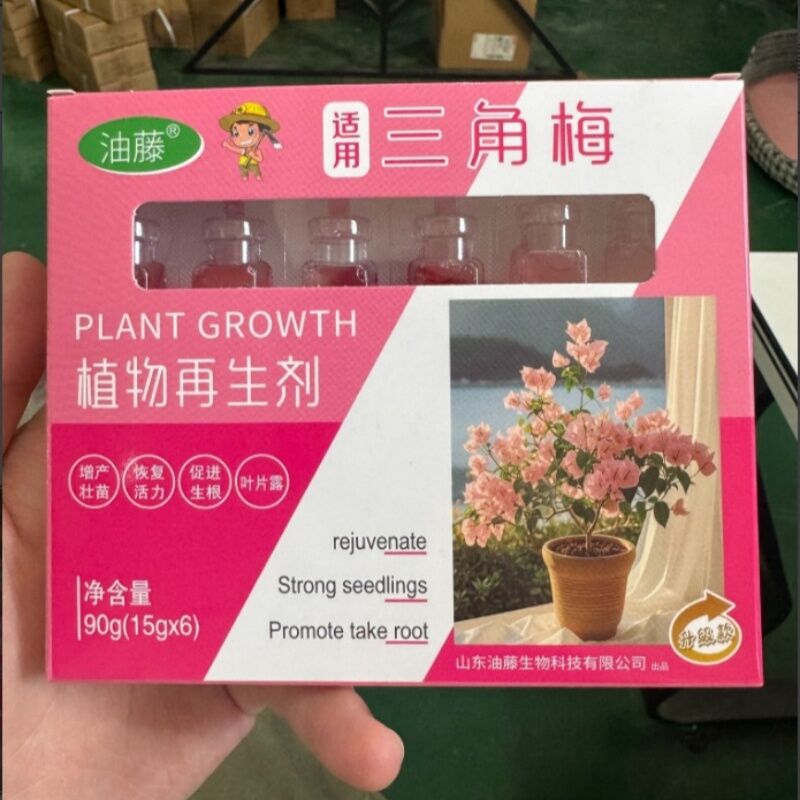 油藤®
适用
三角梅
PLANT GROWTH
植物再生剂
增产
壮苗
恢复
活力
促进
生根
叶片露
rejuvenate
Strong seedlings
Promote take root
净含量
90g(15gx6)
升级款
山东油藤生物科技有限公司 出品